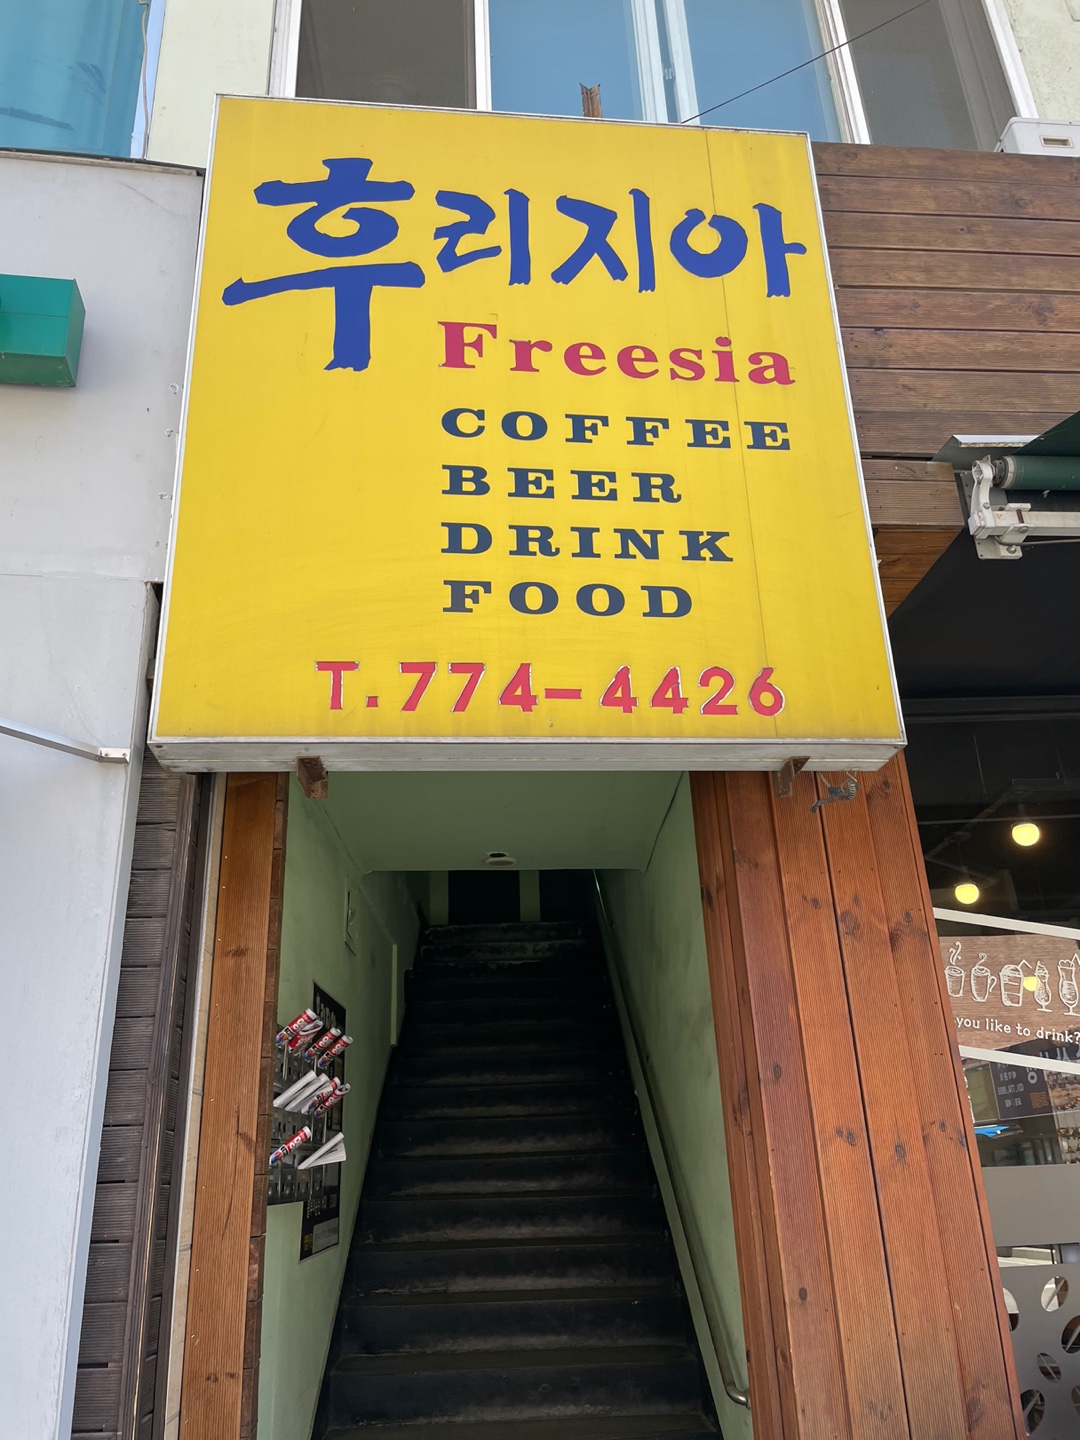 후리지아
Freesia
COFFEE
BEER
DRINK
FOOD
T.774-4426
you like to drink?